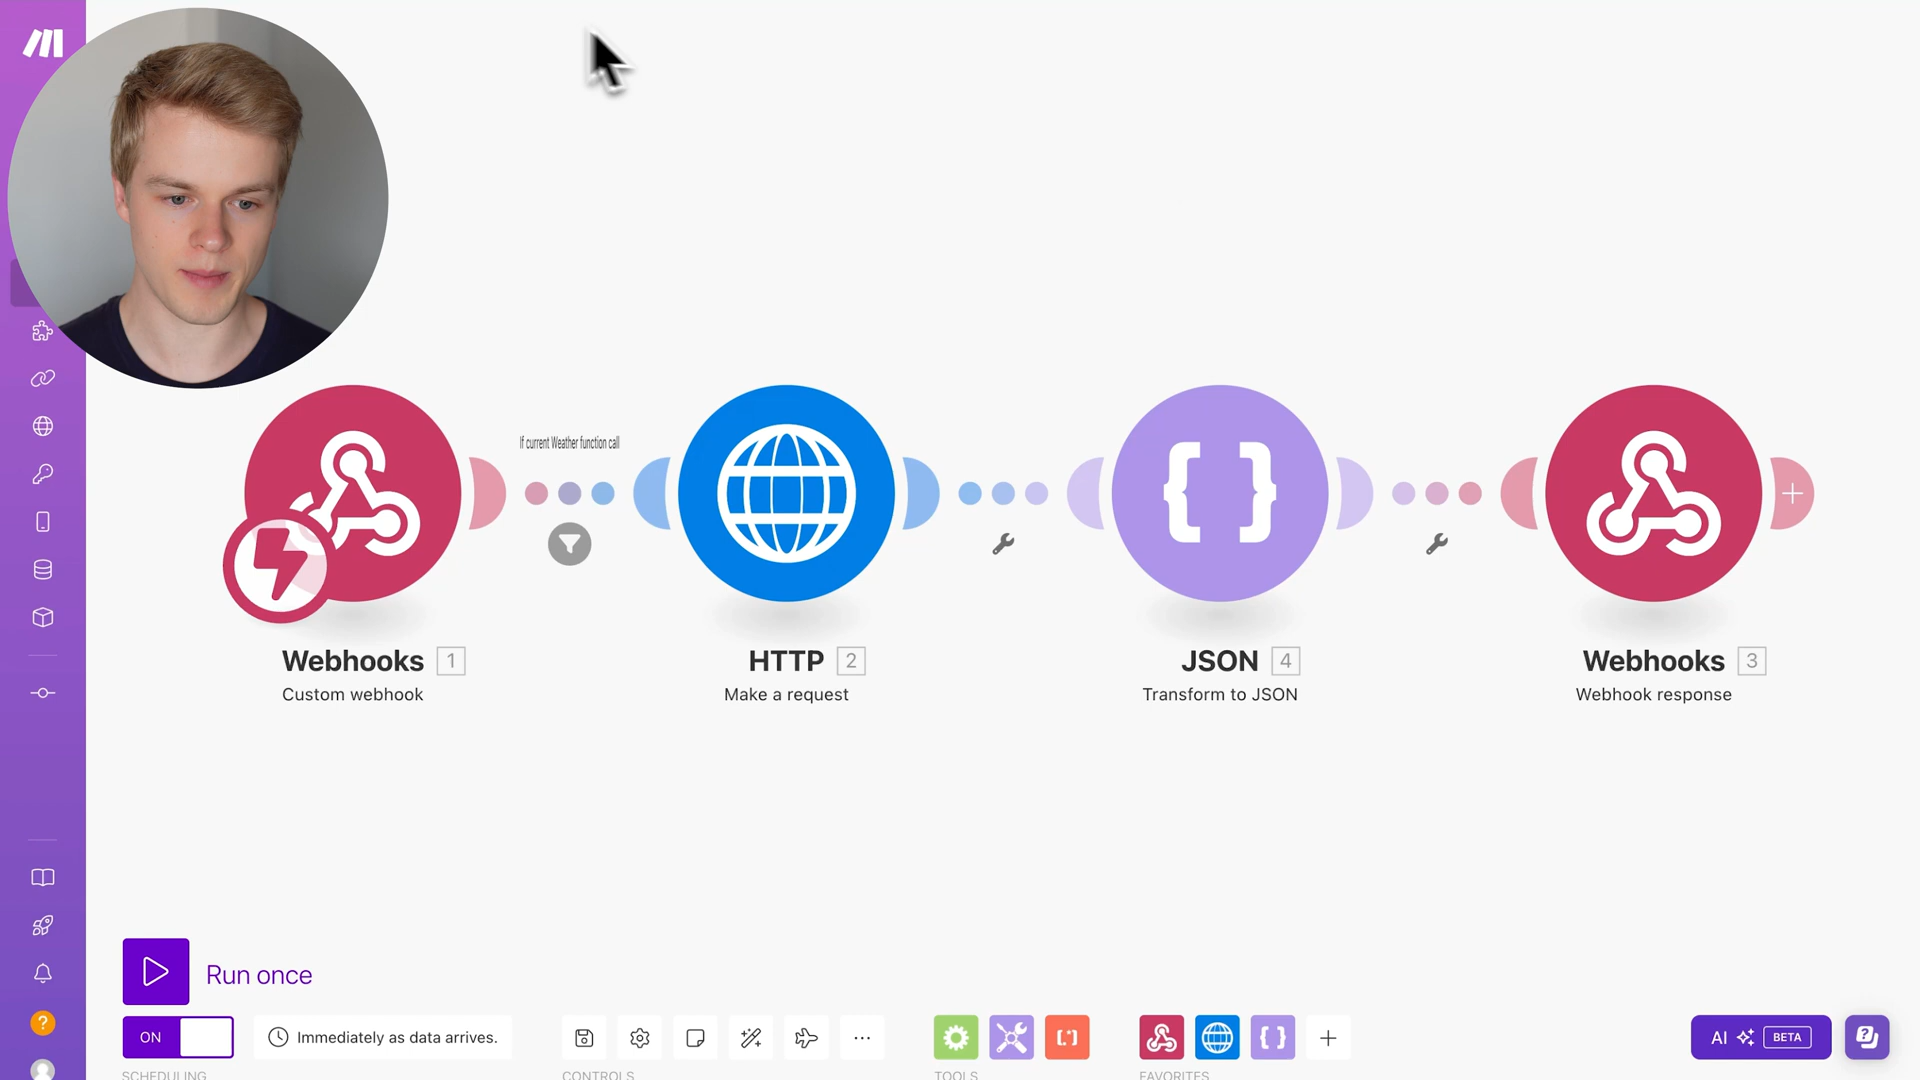 If current Weather function call
Webhooks 1
Custom webhook
HTTP 2
Make a request
JSON 4
Transform to JSON
Webhooks 3
Webhook response
Run once
ON
Immediately as data arrives.
AI BETA
SCHEDULING
CONTROLS
TOOLS
FAVORITES